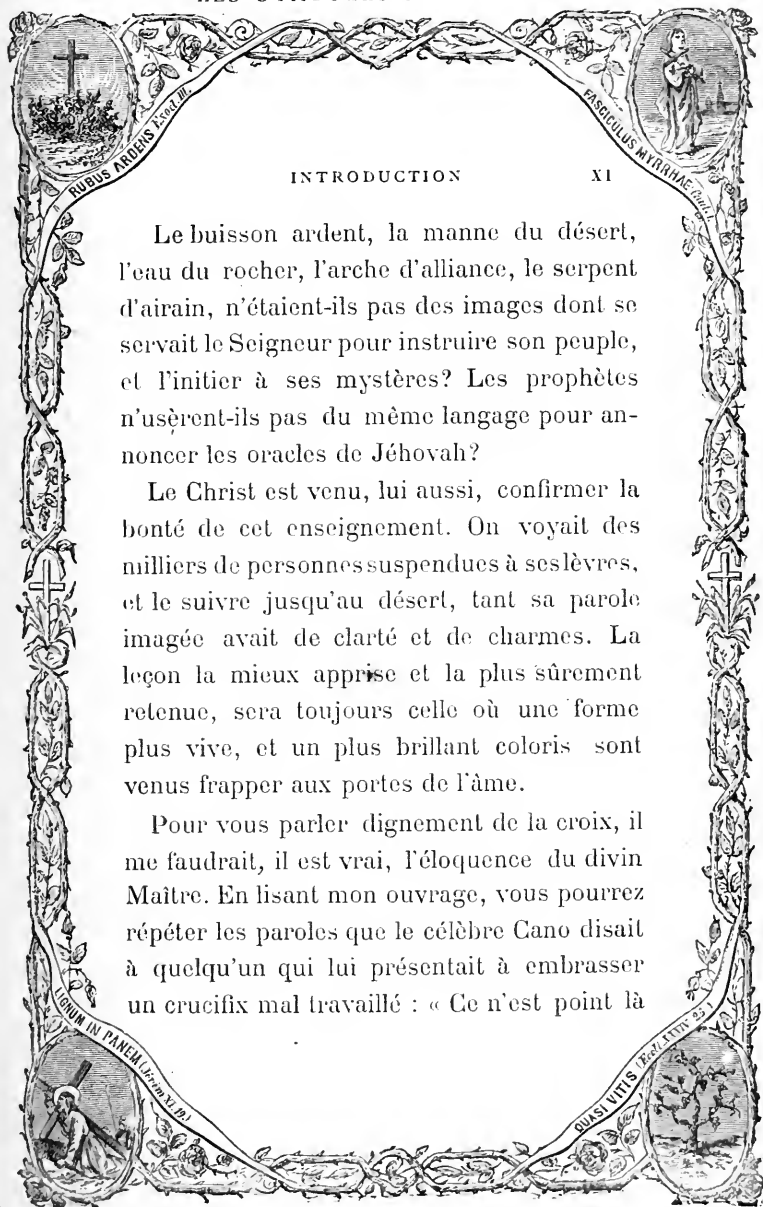 RUBUS ARDENS Exod. III.
FASCICULUS MYRRHAE Cant. I.
INTRODUCTION XI
Le buisson ardent, la manne du désert,
l'eau du rocher, l'arche d'alliance, le serpent
d'airain, n'étaient-ils pas des images dont se
servait le Seigneur pour instruire son peuple,
et l'initier à ses mystères? Les prophètes
n'usèrent-ils pas du même langage pour an-
noncer les oracles de Jéhovah?
Le Christ est venu, lui aussi, confirmer la
bonté de cet enseignement. On voyait des
milliers de personnes suspendues à ses lèvres,
et le suivre jusqu'au désert, tant sa parole
imagée avait de clarté et de charmes. La
leçon la mieux apprise et la plus sûrement
retenue, sera toujours celle où une forme
plus vive, et un plus brillant coloris sont
venus frapper aux portes de l'âme.
Pour vous parler dignement de la croix, il
me faudrait, il est vrai, l'éloquence du divin
Maître. En lisant mon ouvrage, vous pourrez
répéter les paroles que le célèbre Cano disait
à quelqu'un qui lui présentait à embrasser
un crucifix mal travaillé : « Ce n'est point là
LIGNUM IN PANEM (Jérém XI. 19.)
QUASI VITIS (Eccli. XXIV 23.)